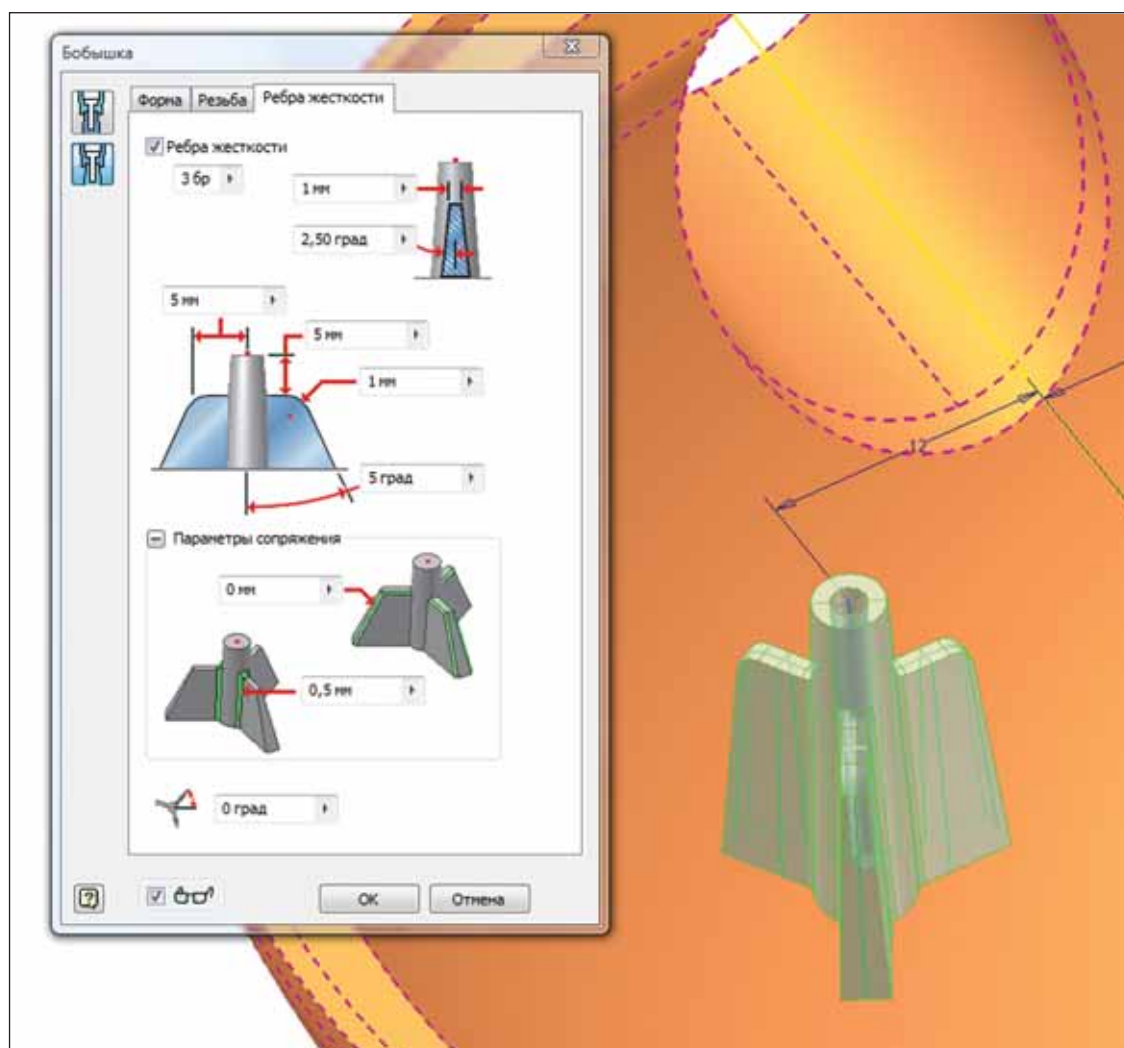 Бобышка
Форма Резьба Ребра жесткости
Ребра жесткости
3 бр
1 мм
2,50 град
5 мм
5 мм
1 мм
5 град
Параметры сопряжения
0 мм
0,5 мм
0 град
ОК Отмена
12